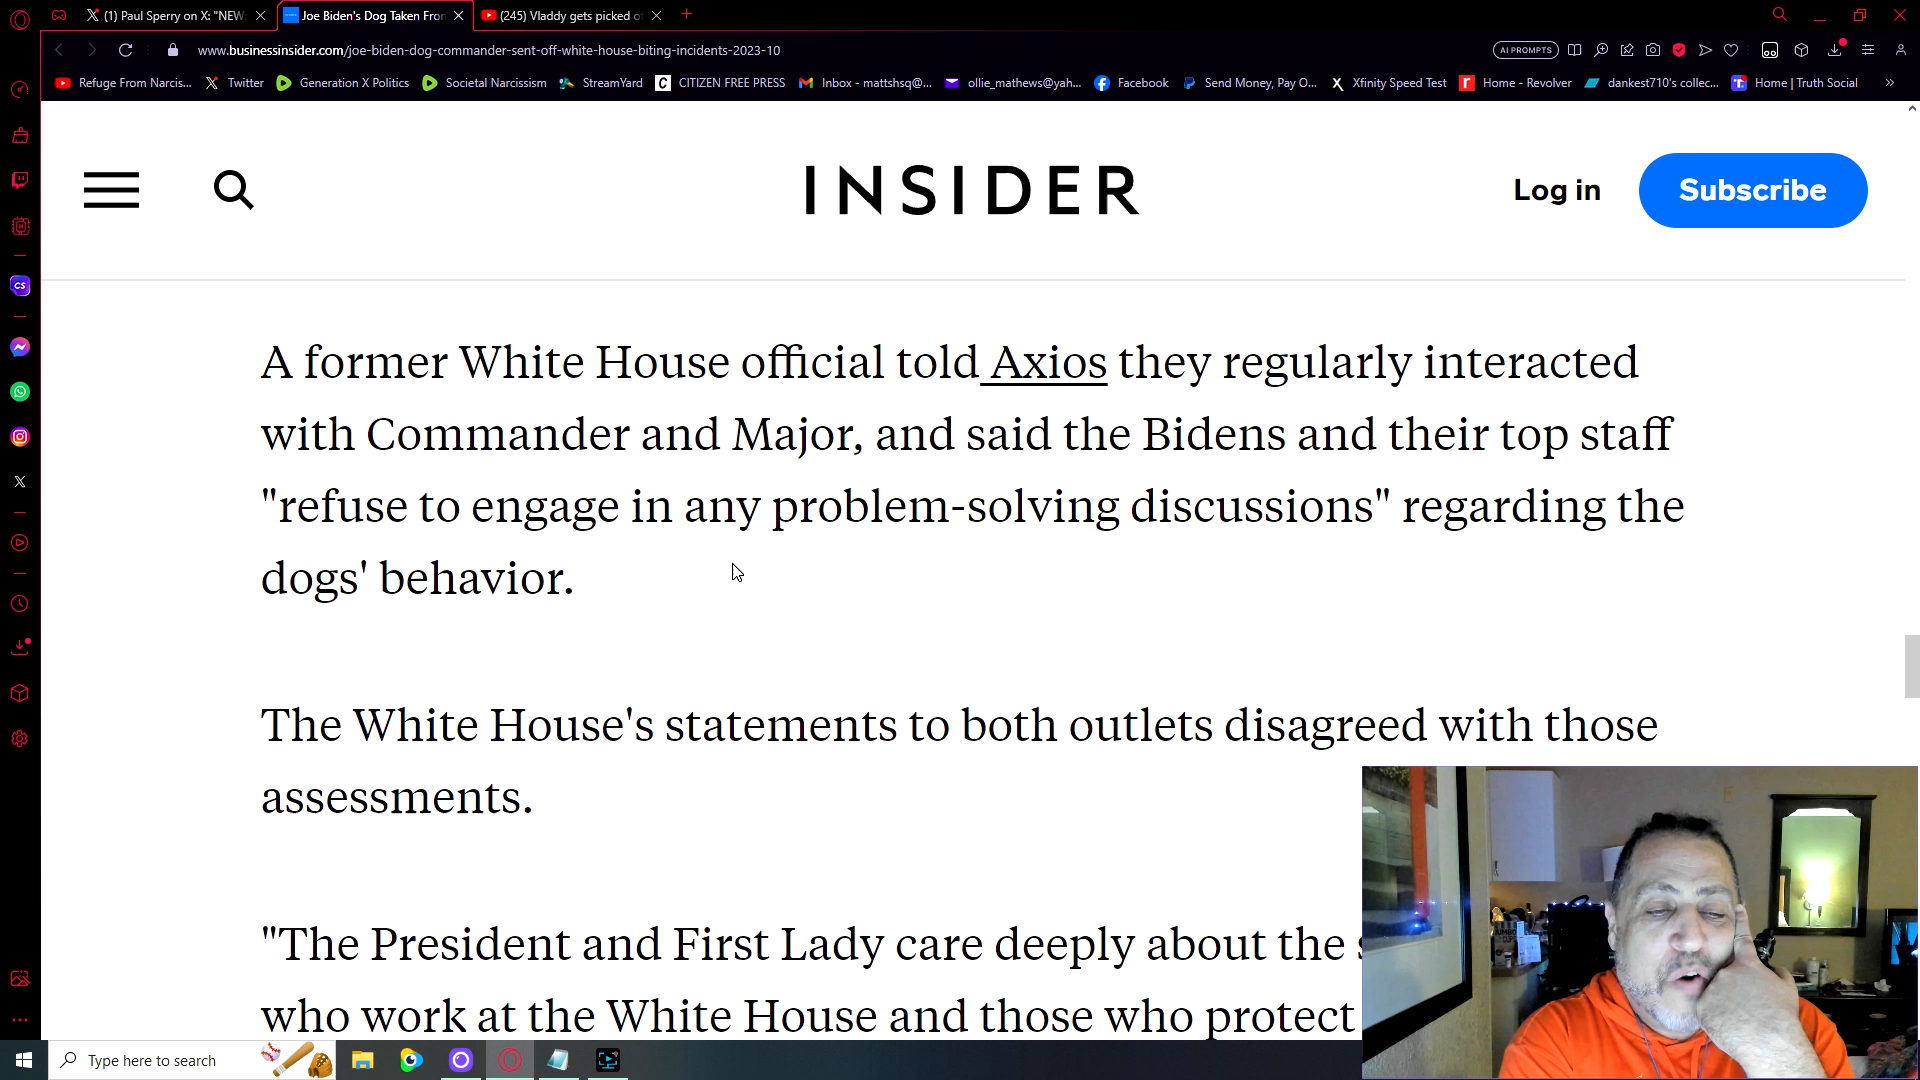 (1) Paul Sperry on X: "NEW
Joe Biden's Dog Taken Fro
(245) Vladdy gets picked o
www.businessinsider.com/joe-biden-dog-commander-sent-off-white-house-biting-incidents-2023-10
AI PROMPTS
Refuge From Narcis...
Twitter
Generation X Politics
Societal Narcissism
StreamYard
CITIZEN FREE PRESS
Inbox - mattshsq@...
ollie_mathews@yah...
Facebook
Send Money, Pay O...
Xfinity Speed Test
Home - Revolver
dankest710's collec...
Home | Truth Social
INSIDER
Log in
Subscribe
A former White House official told Axios they regularly interacted
with Commander and Major, and said the Bidens and their top staff
"refuse to engage in any problem-solving discussions" regarding the
dogs' behavior.
The White House's statements to both outlets disagreed with those
assessments.
"The President and First Lady care deeply about the
who work at the White House and those who protect
CS
Type here to search